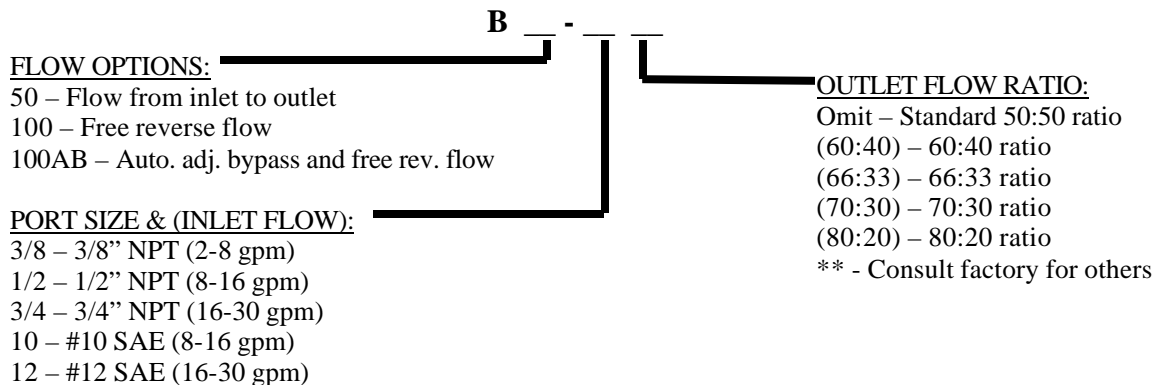 B __ - __ __
FLOW OPTIONS:
50 – Flow from inlet to outlet
100 – Free reverse flow
100AB – Auto. adj. bypass and free rev. flow
PORT SIZE & (INLET FLOW):
3/8 – 3/8” NPT (2-8 gpm)
1/2 – 1/2” NPT (8-16 gpm)
3/4 – 3/4” NPT (16-30 gpm)
10 – #10 SAE (8-16 gpm)
12 – #12 SAE (16-30 gpm)
OUTLET FLOW RATIO:
Omit – Standard 50:50 ratio
(60:40) – 60:40 ratio
(66:33) – 66:33 ratio
(70:30) – 70:30 ratio
(80:20) – 80:20 ratio
** - Consult factory for others